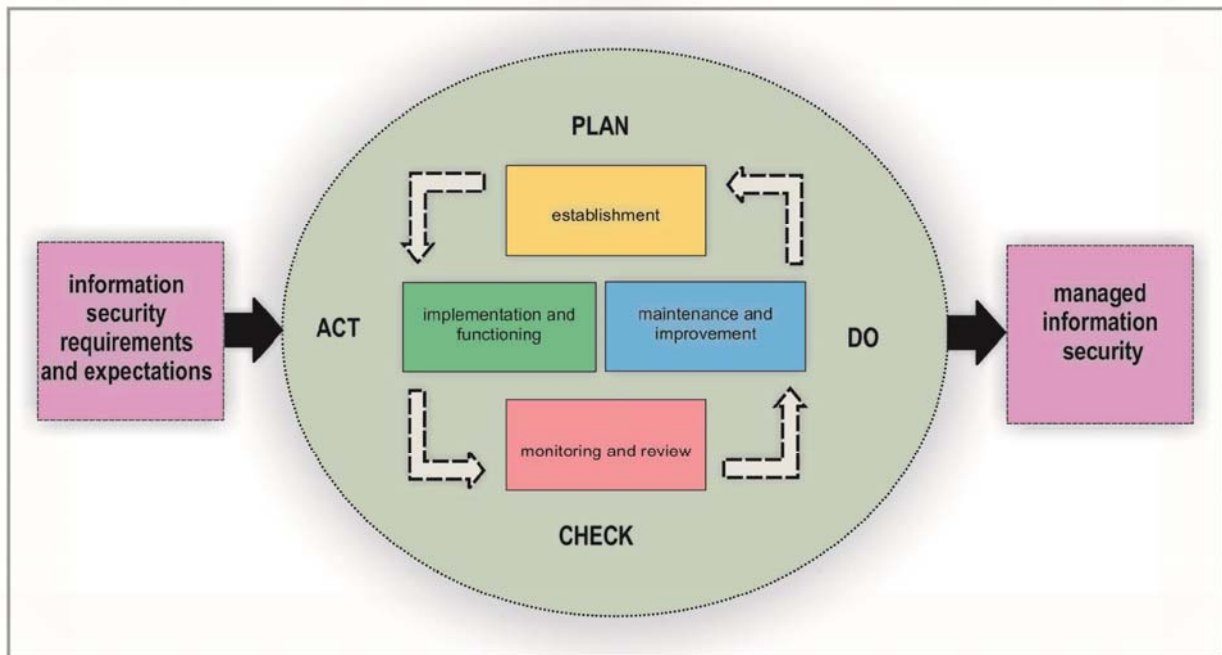 PLAN
establishment
information
security
requirements
and expectations
ACT
implementation and
functioning
maintenance and
improvement
DO
managed
information
security
monitoring and review
CHECK